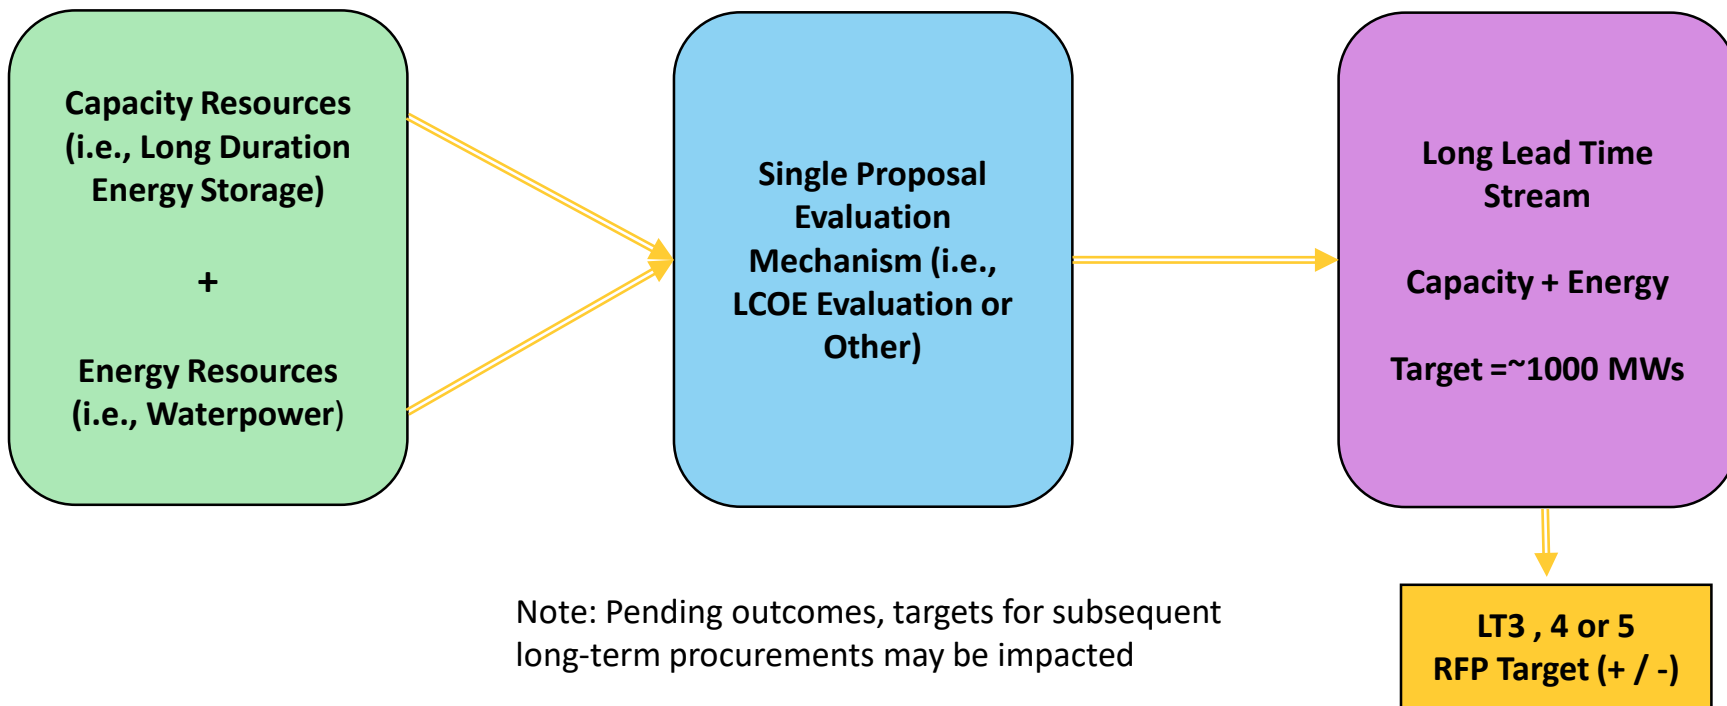 Capacity Resources
(i.e., Long Duration
Energy Storage)
+
Energy Resources
(i.e., Waterpower)
Single Proposal
Evaluation
Mechanism (i.e.,
LCOE Evaluation or
Other)
Long Lead Time
Stream
Capacity + Energy
Target =~1000 MWs
Note: Pending outcomes, targets for subsequent
long-term procurements may be impacted
LT3 , 4 or 5
RFP Target (+ / -)